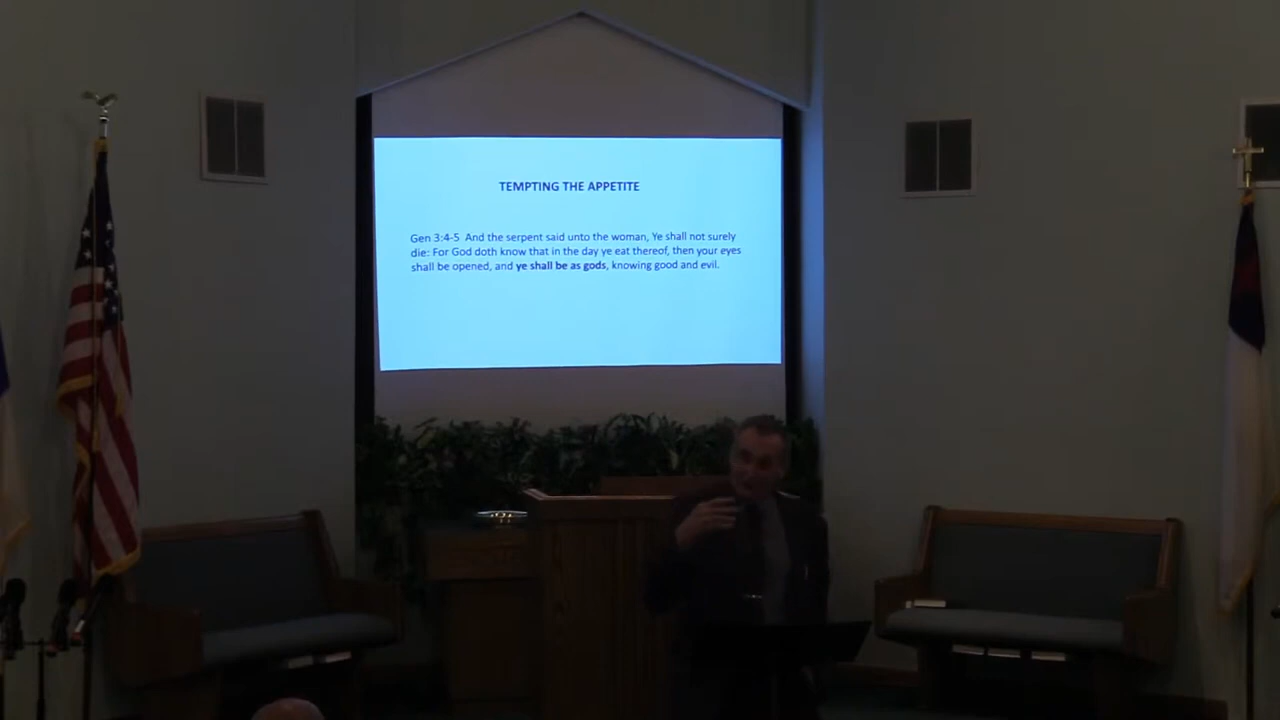 TEMPTING THE APPETITE
Gen 3:4-5 And the serpent said unto the woman, Ye shall not surely
die: For God doth know that in the day ye eat thereof, then your eyes
shall be opened, and ye shall be as gods, knowing good and evil.